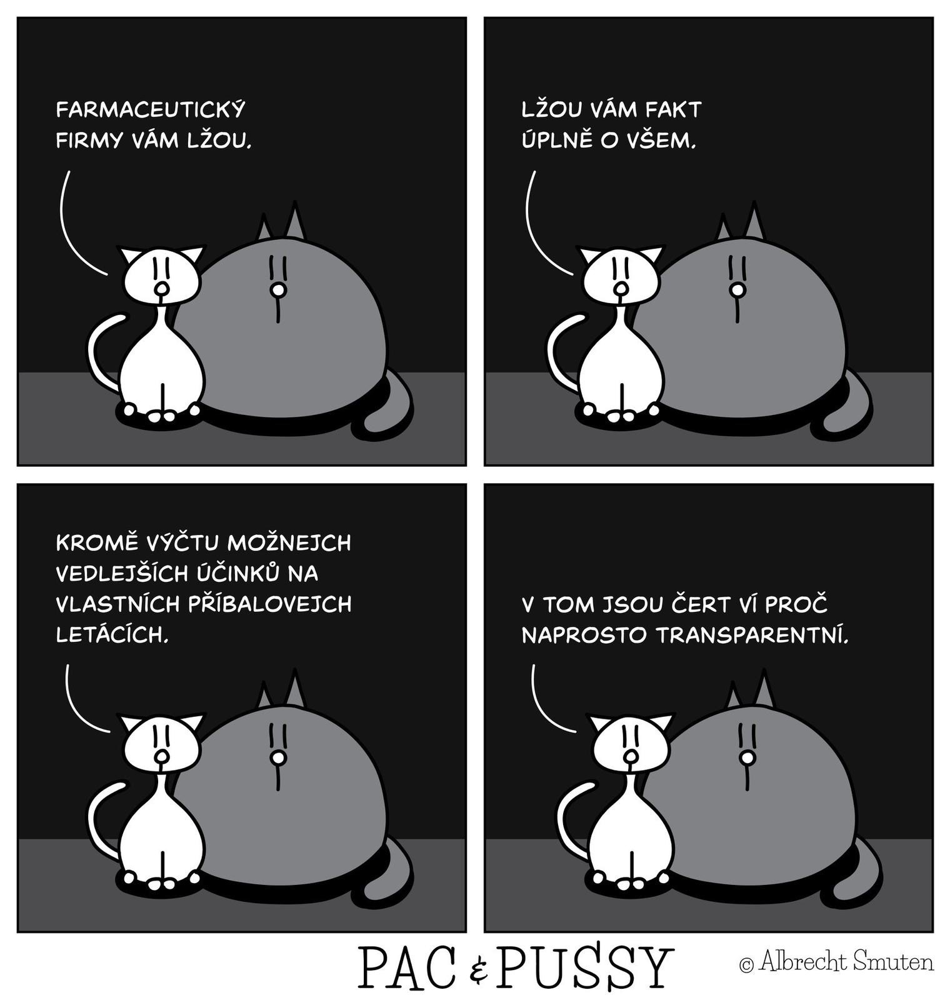 FARMACEUTICKÝ
FIRMY VÁM LŽOU.
LŽOU VÁM FAKT
ÚPLNĚ O VŠEM.
KROMĚ VÝČTU MOŽNEJCH
VEDLEJŠÍCH ÚČINKŮ NA
VLASTNÍCH PŘÍBALOVEJCH
LETÁCÍCH.
V TOM JSOU ČERT VÍ PROČ
NAPROSTO TRANSPARENTNÍ.
PAC & PUSSY
© Albrecht Smuten